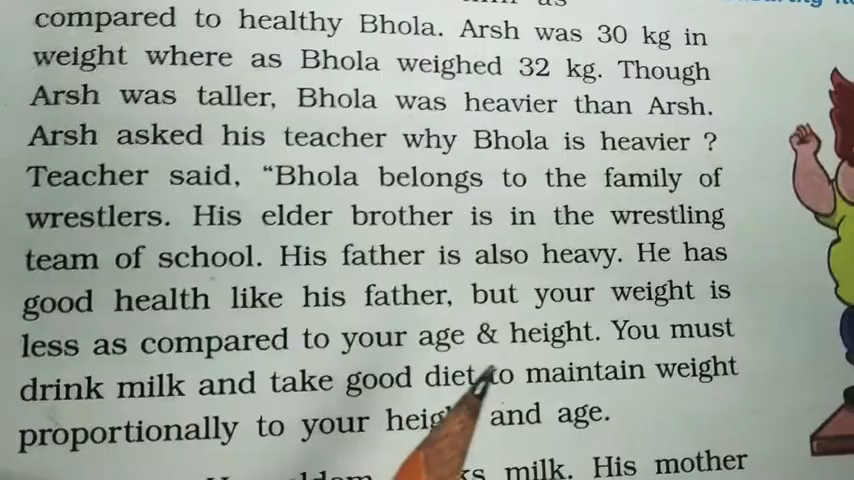 as
compared to healthy Bhola. Arsh was 30 kg in
weight where as Bhola weighed 32 kg. Though
Arsh was taller, Bhola was heavier than Arsh.
Arsh asked his teacher why Bhola is heavier ?
Teacher said, “Bhola belongs to the family of
wrestlers. His elder brother is in the wrestling
team of school. His father is also heavy. He has
good health like his father, but your weight is
less as compared to your age & height. You must
drink milk and take good diet to maintain weight
proportionally to your and age.
milk. His mother